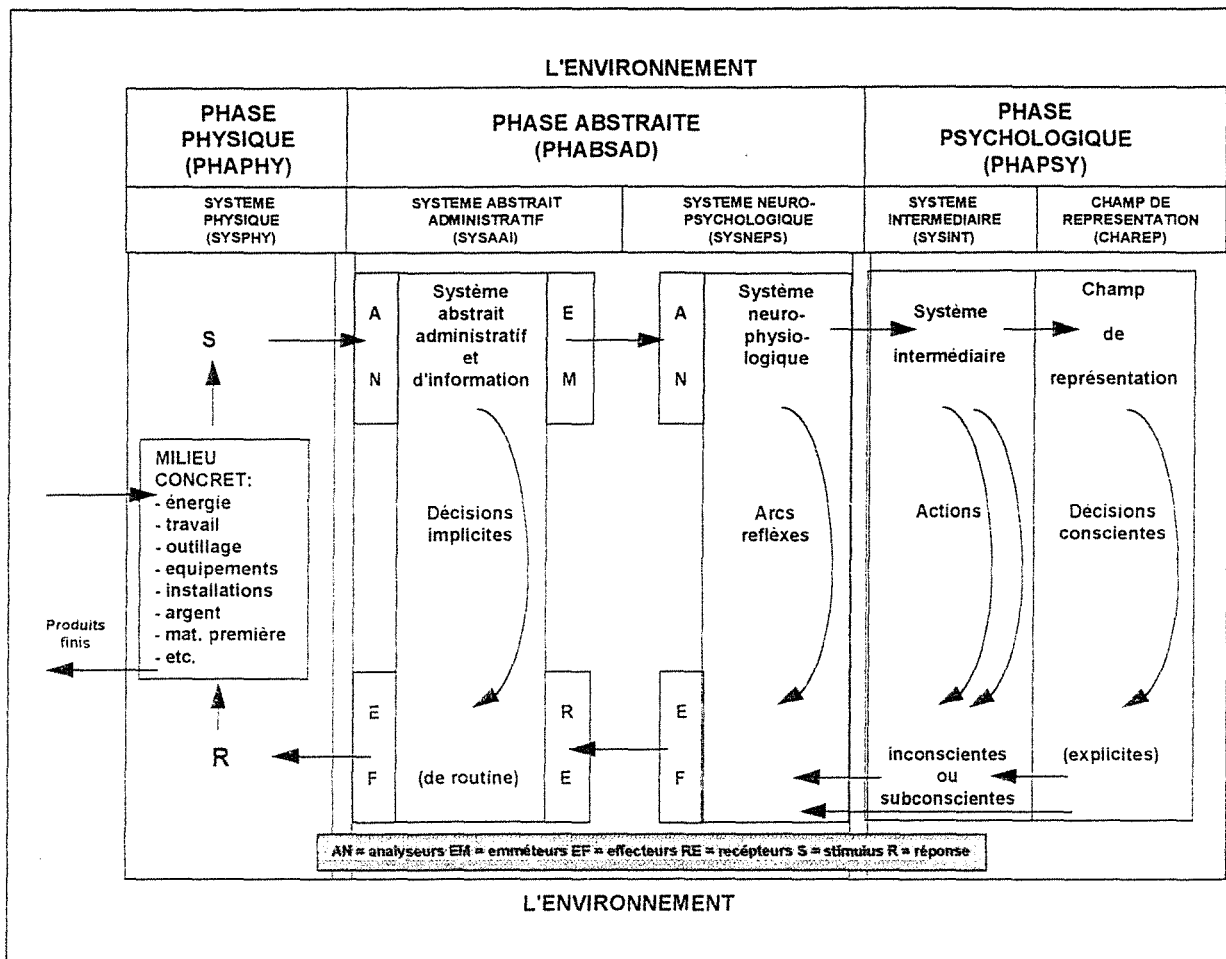 L'ENVIRONNEMENT
PHASE
PHYSIQUE
(PHAPHY)
PHASE ABSTRAITE
(PHABSAD)
PHASE
PSYCHOLOGIQUE
(PHAPSY)
SYSTEME
PHYSIQUE
(SYSPHY)
SYSTEME ABSTRAIT
ADMINISTRATIF
(SYSAAI)
SYSTEME NEURO-
PSYCHOLOGIQUE
(SYSNEPS)
SYSTEME
INTERMEDIAIRE
(SYSINT)
CHAMP DE
REPRESENTATION
(CHAREP)
S
A
N
Système
abstrait
administratif
et
d'information
E
M
A
N
Système
neuro-
physio-
logique
Système
intermédiaire
Champ
de
représentation
MILIEU
CONCRET:
- énergie
- travail
- outillage
- equipements
- installations
- argent
- mat. première
- etc.
Produits
finis
Décisions
implicites
Arcs
reflèxes
Actions
Décisions
conscientes
R
E
F
(de routine)
R
E
E
F
inconscientes
ou
subconscientes
(explicites)
AN = analyseurs EM = emméteurs EF = effecteurs RE = recépteurs S = stimulus R = réponse
L'ENVIRONNEMENT